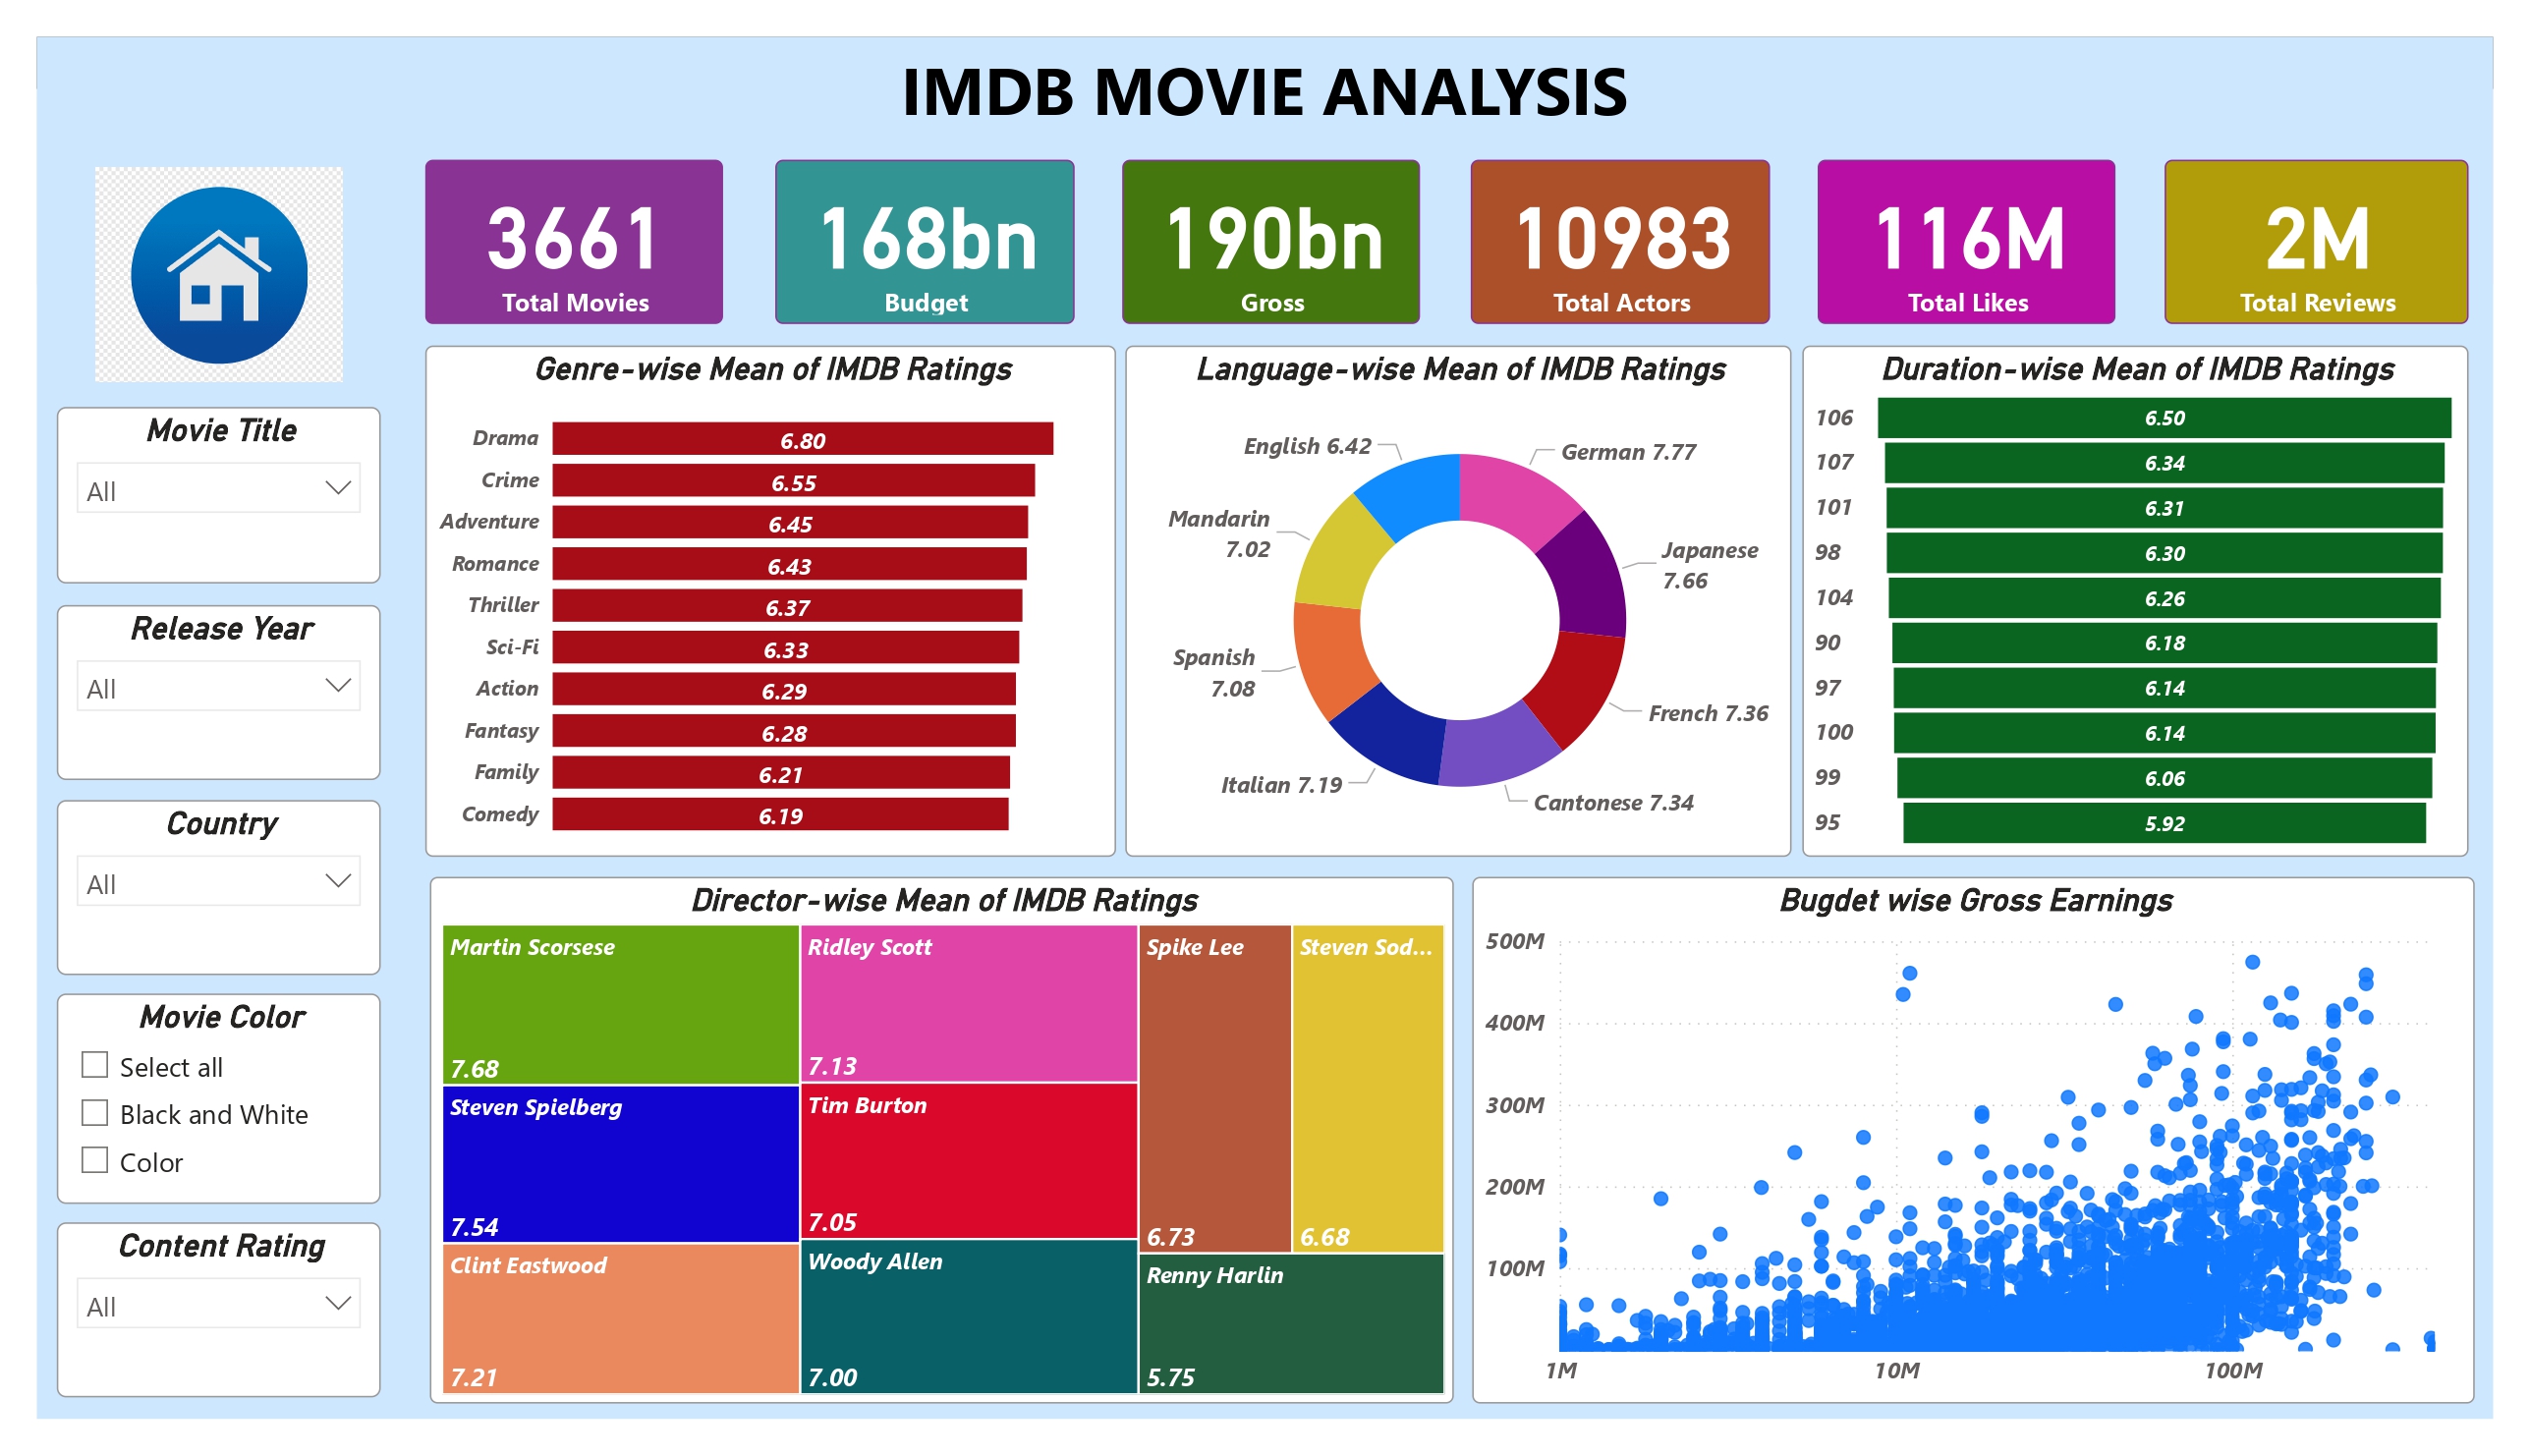 IMDB MOVIE ANALYSIS
3661
Total Movies
168bn
Budget
190bn
Gross
10983
Total Actors
116M
Total Likes
2M
Total Reviews
Movie Title
All
Release Year
All
Country
All
Movie Color
Select all
Black and White
Color
Content Rating
All
Genre-wise Mean of IMDB Ratings
Drama 6.80
Crime 6.55
Adventure 6.45
Romance 6.43
Thriller 6.37
Sci-Fi 6.33
Action 6.29
Fantasy 6.28
Family 6.21
Comedy 6.19
Language-wise Mean of IMDB Ratings
English 6.42
German 7.77
Mandarin
7.02
Japanese
7.66
Spanish
7.08
French 7.36
Italian 7.19
Cantonese 7.34
Duration-wise Mean of IMDB Ratings
106 6.50
107 6.34
101 6.31
98 6.30
104 6.26
90 6.18
97 6.14
100 6.14
99 6.06
95 5.92
Director-wise Mean of IMDB Ratings
Martin Scorsese
7.68
Steven Spielberg
7.54
Clint Eastwood
7.21
Ridley Scott
7.13
Tim Burton
7.05
Woody Allen
7.00
Spike Lee
6.73
Steven Sod...
6.68
Renny Harlin
5.75
Bugdet wise Gross Earnings
500M
400M
300M
200M
100M
1M 10M 100M